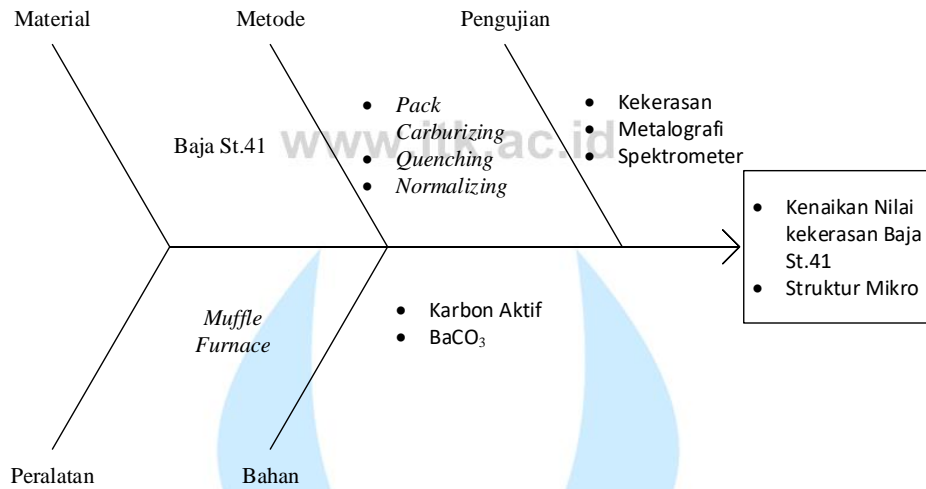 Material
Metode
Pengujian
Baja St.41
• Pack
Carburizing
• Quenching
• Normalizing
• Kekerasan
• Metalografi
• Spektrometer
www.itk.ac.id
• Kenaikan Nilai
kekerasan Baja
St.41
• Struktur Mikro
Muffle
Furnace
• Karbon Aktif
• BaCO₃
Peralatan
Bahan